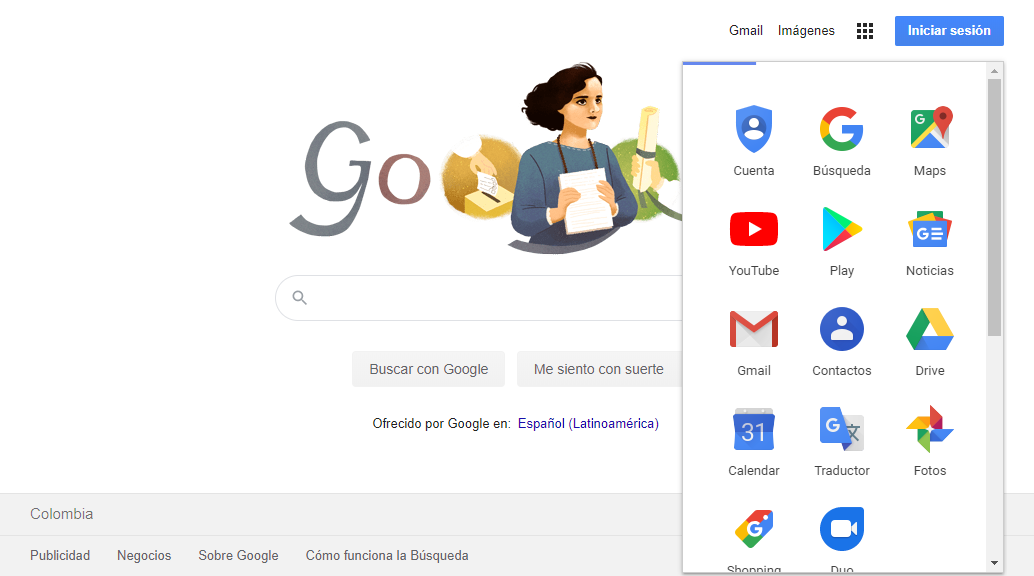 Gmail Imágenes Iniciar sesión
Goo
Cuenta Búsqueda Maps
YouTube Play Noticias
Gmail Contactos Drive
31
Calendar Traductor Fotos
Shopping Duo
Buscar con Google Me siento con suerte
Ofrecido por Google en: Español (Latinoamérica)
Colombia
Publicidad Negocios Sobre Google Cómo funciona la Búsqueda